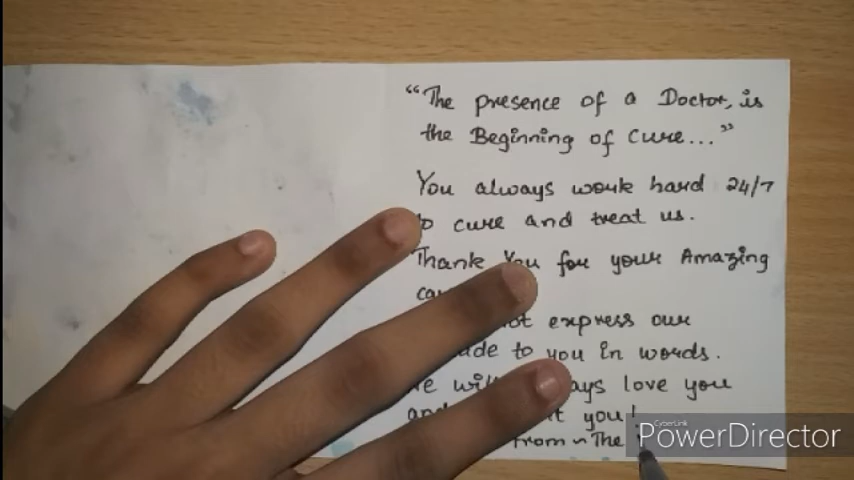 “The presence of a Doctor, is
the Beginning of cure...”
You always work hard 24/7
to cure and treat us.
Thank You for your Amazing
express our
to you in words.
love you
you!
from ~ The
CyberLink
PowerDirector